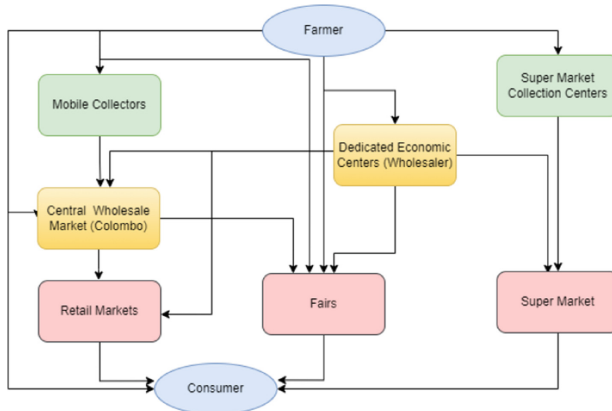 Farmer
Mobile Collectors
Super Market
Collection Centers
Dedicated Economic
Centers (Wholesaler)
Central Wholesale
Market (Colombo)
Retail Markets
Fairs
Super Market
Consumer